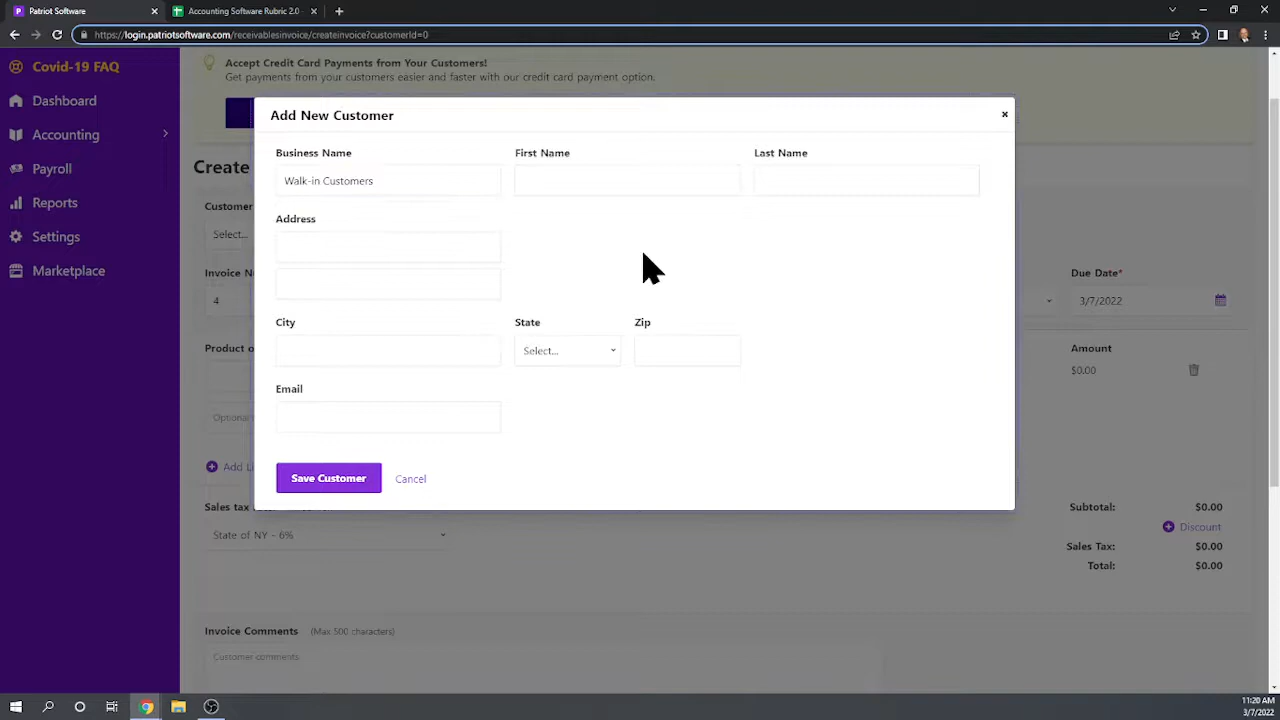 Patriot Software
Accounting Software Rubric 2.0
https://login.patriotsoftware.com/receivablesinvoice/createinvoice?customerId=0
Covid-19 FAQ
Dashboard
Accounting
Payroll
Reports
Settings
Marketplace
Accept Credit Card Payments from Your Customers!
Get payments from your customers easier and faster with our credit card payment option.
Create
Customer
Select...
Invoice Nu
4
Due Date*
3/7/2022
Product o
Amount
$0.00
Optional
Add Li
Sales tax
State of NY - 6%
Subtotal:
$0.00
Discount
Sales Tax:
$0.00
Total:
$0.00
Invoice Comments (Max 500 characters)
Customer comments
Add New Customer
Business Name
First Name
Last Name
Walk-in Customers
Address
City
State
Zip
Select...
Email
Save Customer
Cancel
11:20 AM
3/7/2022